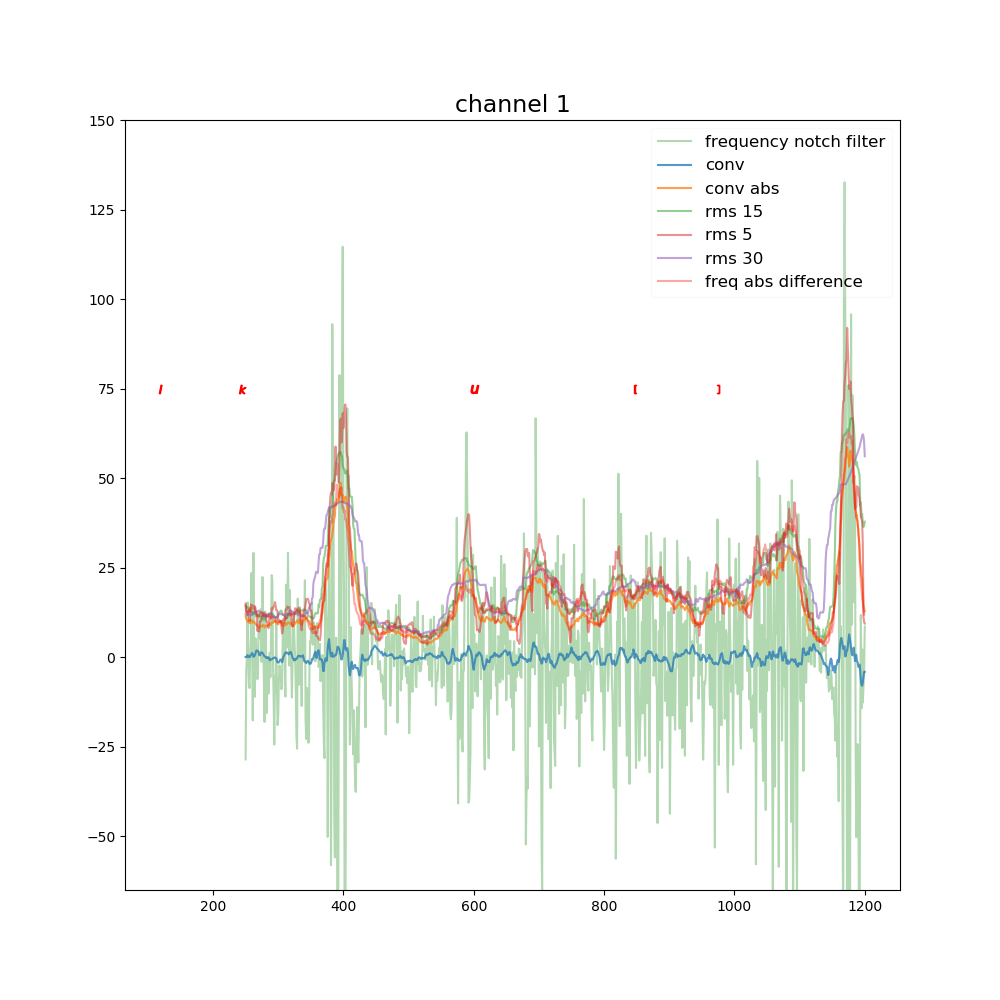 channel 1
150
frequency notch filter
conv
conv abs
125
rms 15
rms 5
rms 30
freq abs difference
100
75
l k u [ ]
50
25
0
−25
−50
200 400 600 800 1000 1200